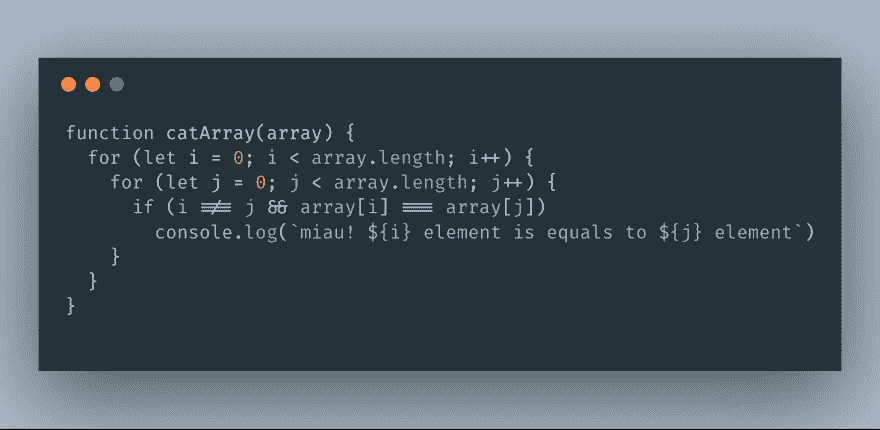 function catArray(array) {
for (let i = 0; i < array.length; i++) {
for (let j = 0; j < array.length; j++) {
if (i !== j && array[i] === array[j])
console.log(`miau! ${i} element is equals to ${j} element`)
}
}
}